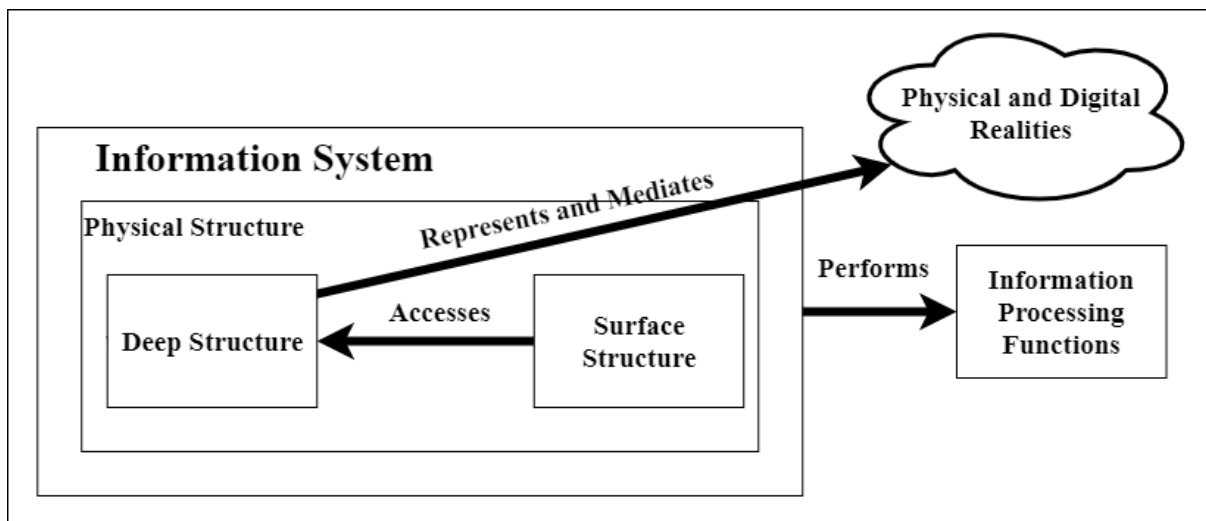 Physical and Digital
Realities
Information System
Represents and Mediates
Physical Structure
Performs
Information
Processing
Functions
Accesses
Deep Structure
Surface
Structure